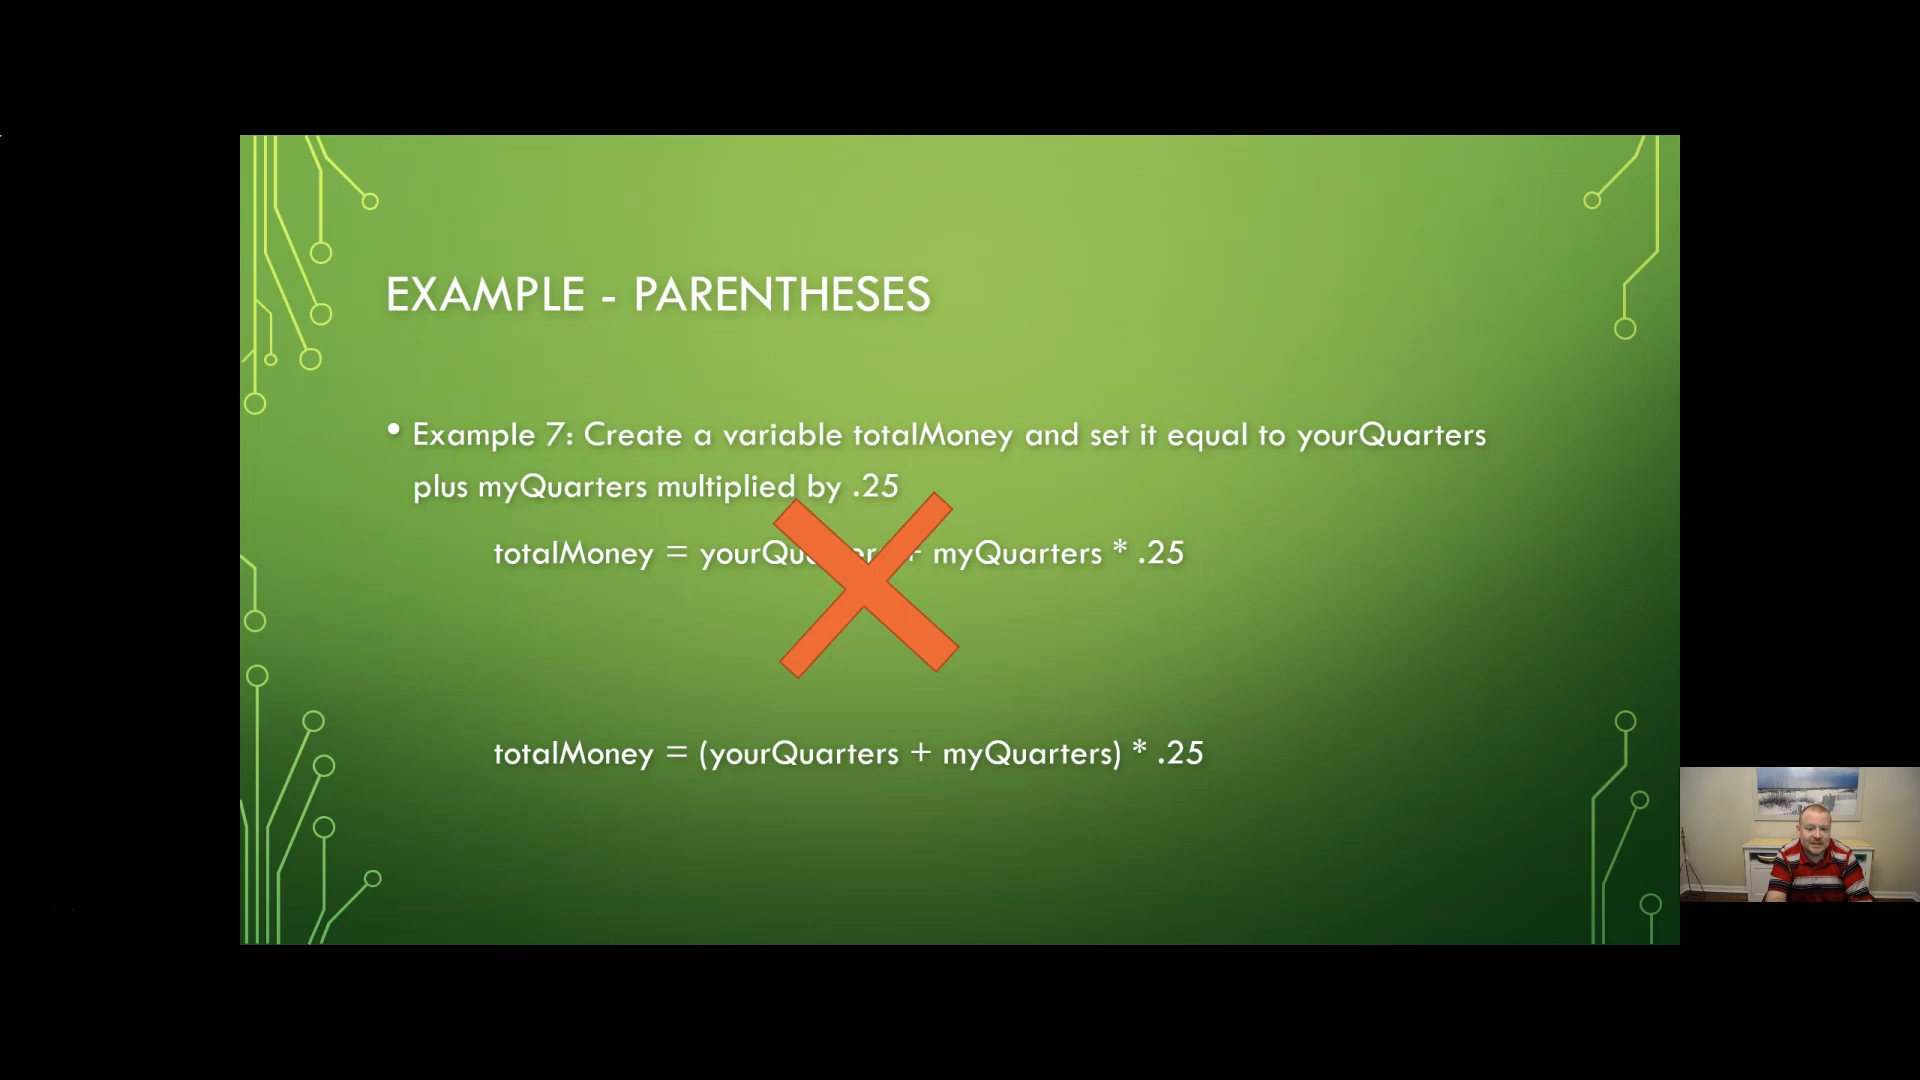 EXAMPLE - PARENTHESES
• Example 7: Create a variable totalMoney and set it equal to yourQuarters
plus myQuarters multiplied by .25
totalMoney = yourQuarters + myQuarters * .25
totalMoney = (yourQuarters + myQuarters) * .25